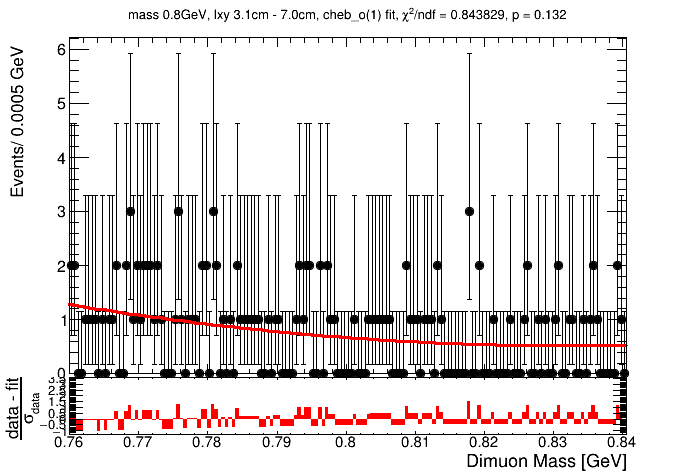 mass 0.8GeV, lxy 3.1cm - 7.0cm, cheb_o(1) fit, χ²/ndf = 0.843829, p = 0.132
Events/ 0.0005 GeV
6
5
4
3
2
1
0
data - fit
σdata
0.76 0.77 0.78 0.79 0.8 0.81 0.82 0.83 0.84
Dimuon Mass [GeV]